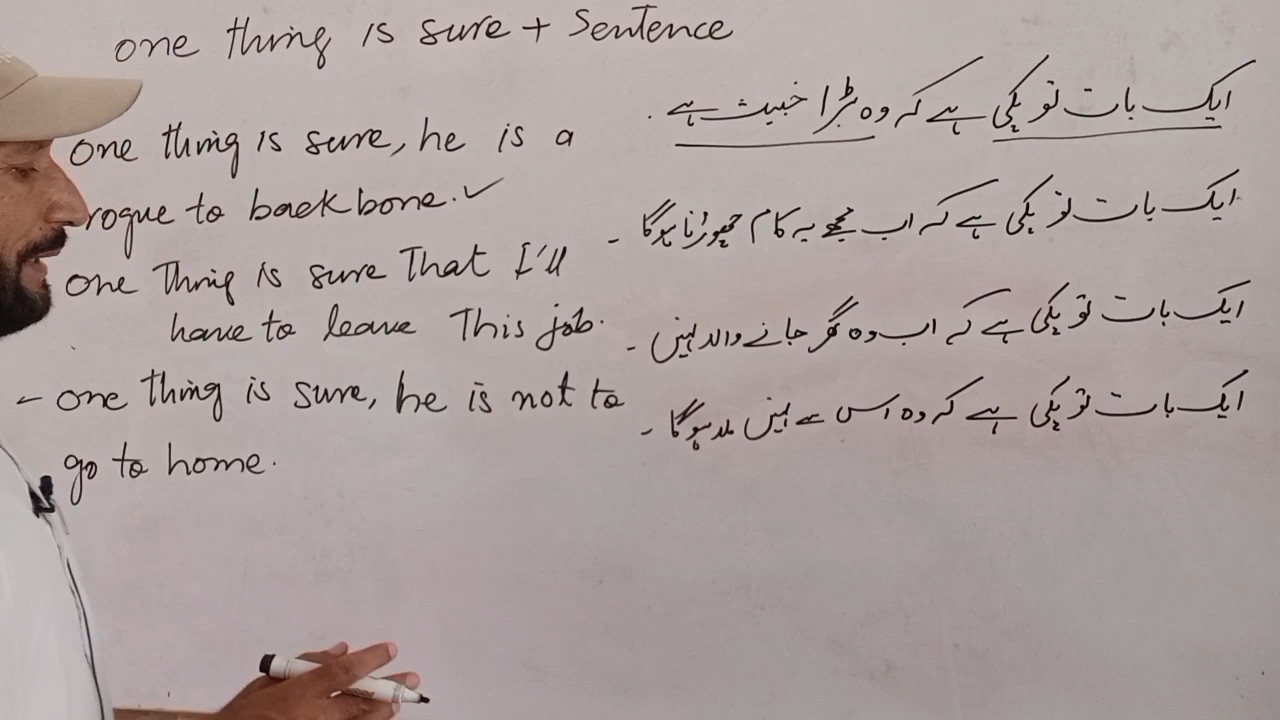 one thing is sure + Sentence
one thing is sure, he is a
rogue to backbone.✓
one Thing is sure That I'll
have to leave This job.
– one thing is sure, he is not to
go to home.
ایک بات تو پکی ہے کہ وہ بڑا خبیث ہے۔
ایک بات تو پکی ہے کہ اب مجھے یہ کام چھوڑنا ہوگا۔
ایک بات تو پکی ہے کہ اب وہ گھر جانے والا نہیں۔
ایک بات تو پکی ہے کہ وہ اس سے نہیں ملا ہوگا۔